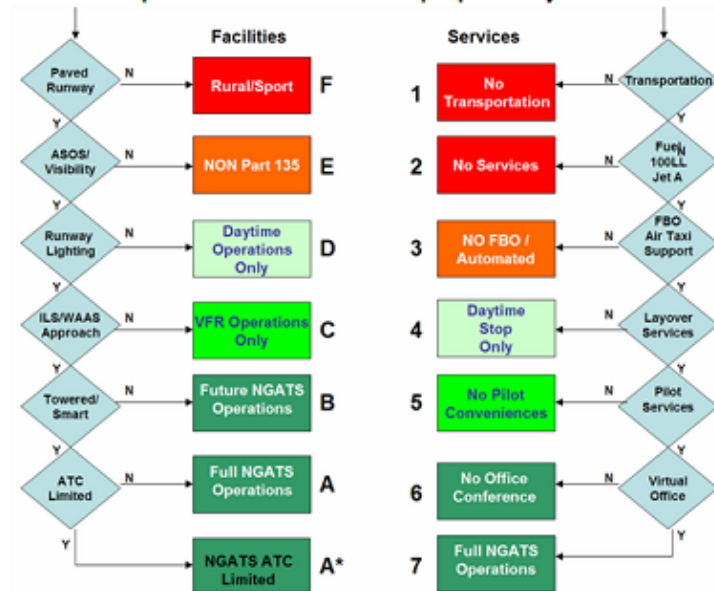 Facilities
Services
Paved
Runway
N
Rural/Sport
F
1
No
Transportation
N
Transportation
Y
Y
ASOS/
Visibility
N
NON Part 135
E
2
No Services
N
Fuel
100LL
Jet A
Y
Y
Runway
Lighting
N
Daytime
Operations
Only
D
3
NO FBO /
Automated
N
FBO
Air Taxi
Support
Y
Y
ILS/WAAS
Approach
N
VFR Operations
Only
C
4
Daytime
Stop
Only
N
Layover
Services
Y
Y
Towered/
Smart
N
Future NGATS
Operations
B
5
No Pilot
Conveniences
N
Pilot
Services
Y
Y
ATC
Limited
N
Full NGATS
Operations
A
6
No Office
Conference
N
Virtual
Office
Y
Y
NGATS ATC
Limited
A*
7
Full NGATS
Operations